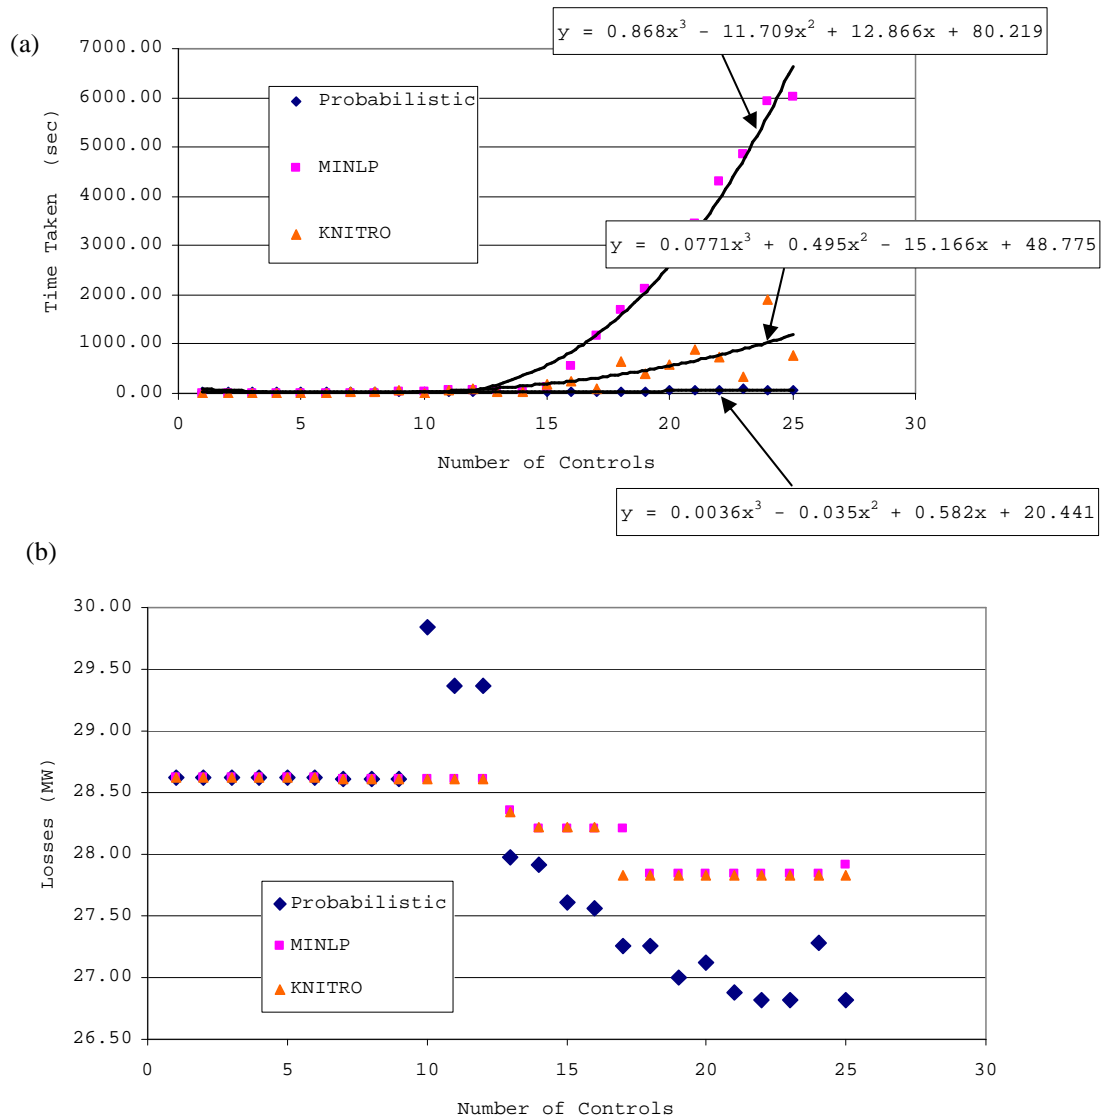 (a)
y = 0.868x³ - 11.709x² + 12.866x + 80.219
7000.00
6000.00
5000.00
4000.00
3000.00
2000.00
1000.00
0.00
Time Taken (sec)
Probabilistic
MINLP
KNITRO
y = 0.0771x³ + 0.495x² - 15.166x + 48.775
0 5 10 15 20 25 30
Number of Controls
y = 0.0036x³ - 0.035x² + 0.582x + 20.441
(b)
30.00
29.50
29.00
28.50
28.00
27.50
27.00
26.50
Losses (MW)
Probabilistic
MINLP
KNITRO
0 5 10 15 20 25 30
Number of Controls